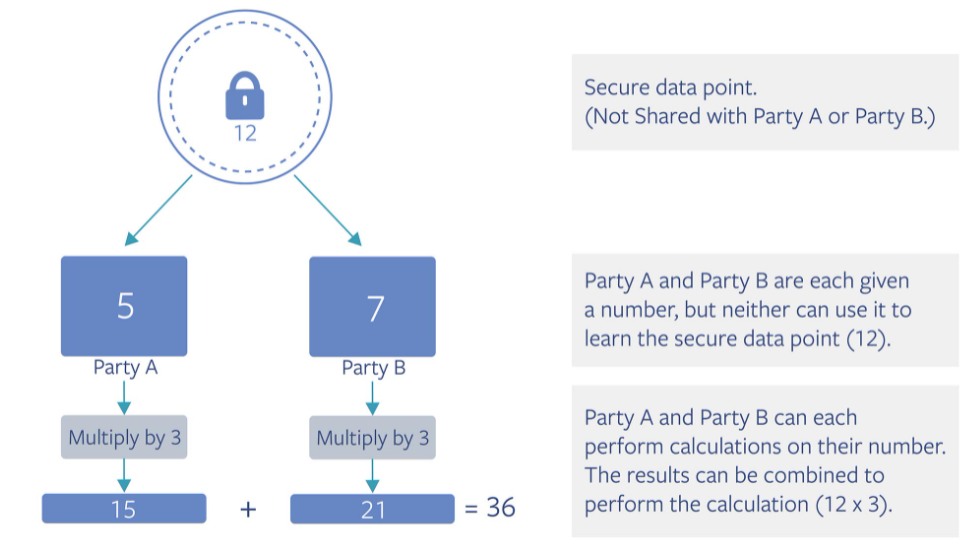 12
Secure data point.
(Not Shared with Party A or Party B.)
5
7
Party A
Party B
Party A and Party B are each given
a number, but neither can use it to
learn the secure data point (12).
Multiply by 3
Multiply by 3
15 + 21 = 36
Party A and Party B can each
perform calculations on their number.
The results can be combined to
perform the calculation (12 x 3).